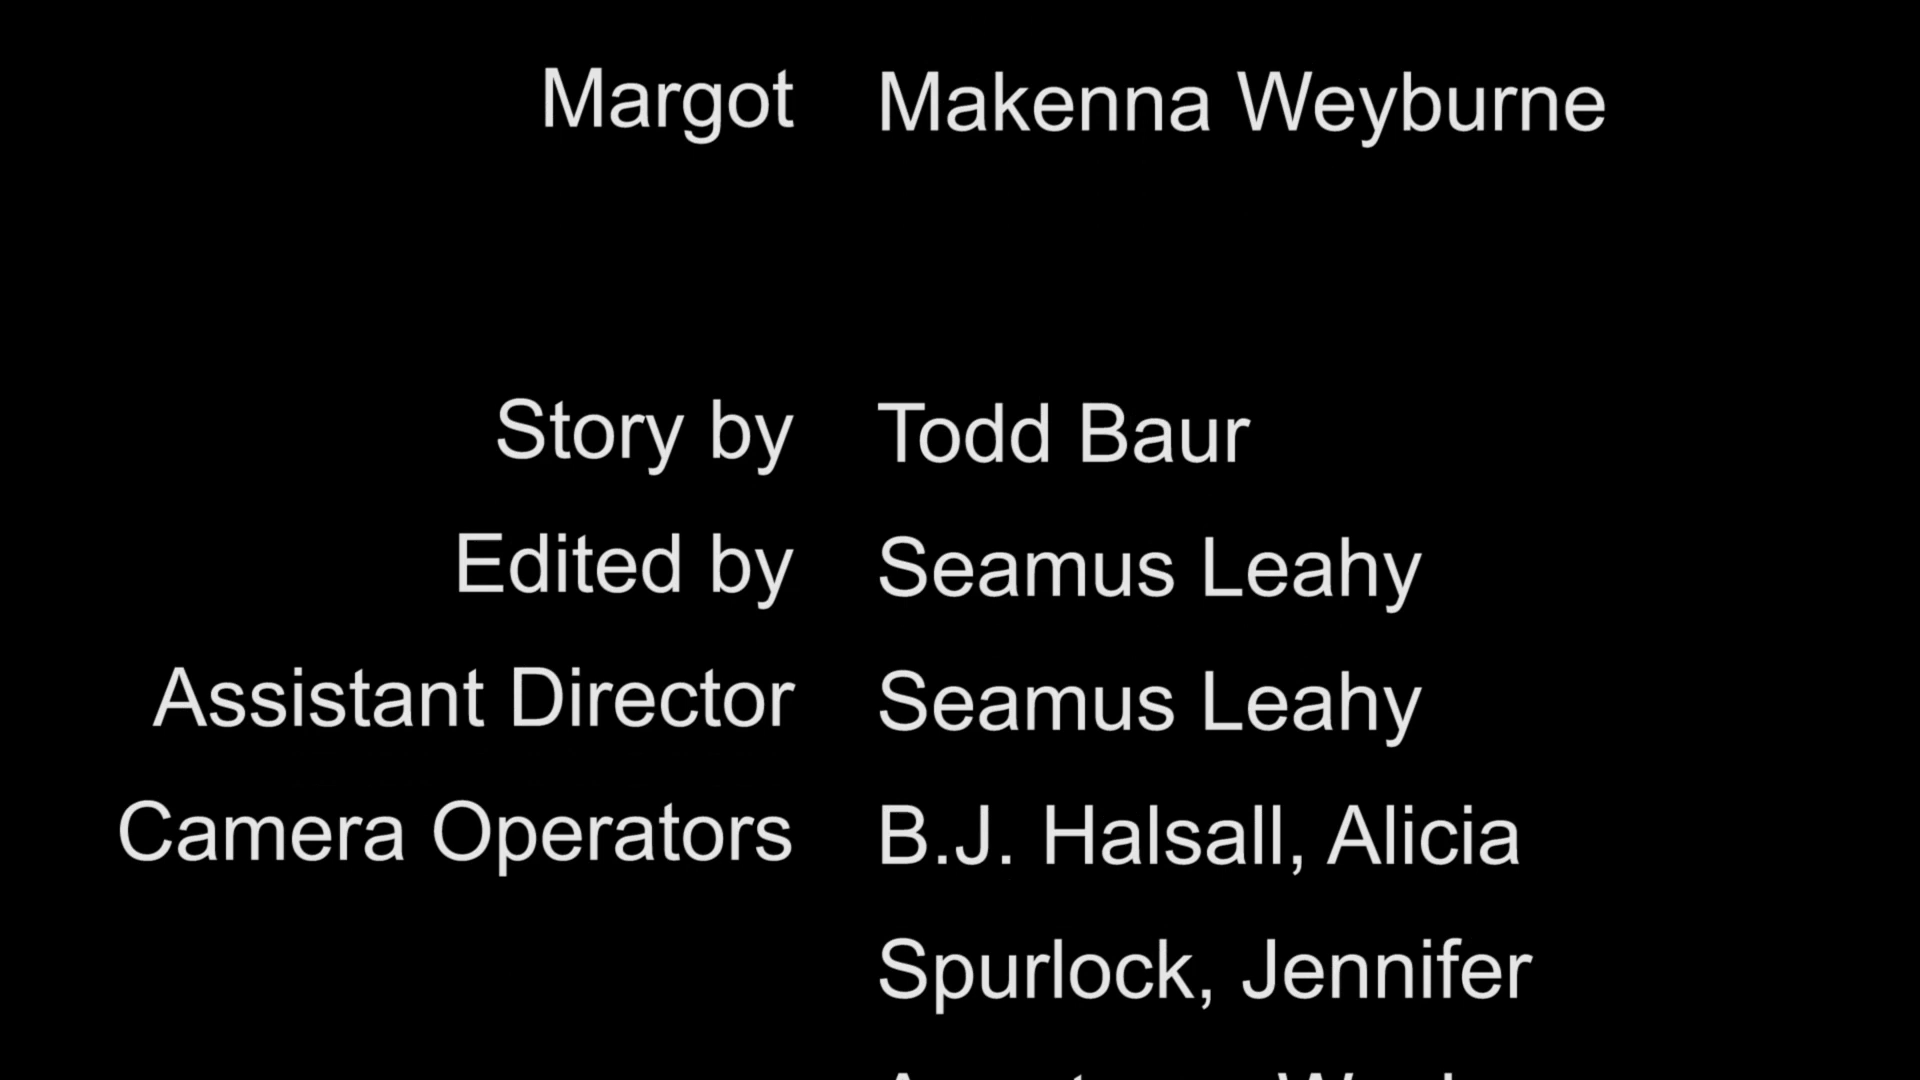 Margot Makenna Weyburne
Story by Todd Baur
Edited by Seamus Leahy
Assistant Director Seamus Leahy
Camera Operators B.J. Halsall, Alicia
Spurlock, Jennifer